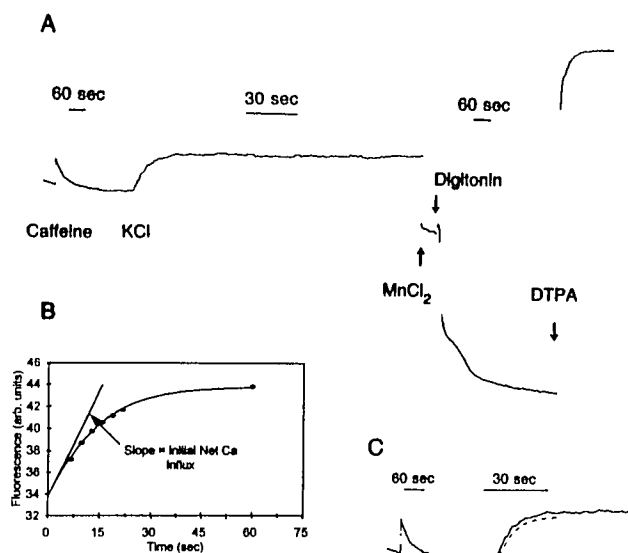 A
60 sec
30 sec
60 sec
Digitonin
Caffeine
KCl
MnCl2
DTPA
B
Fluorescence (arb. units)
46
44
42
40
38
36
34
32
Slope = Initial Net Ca
Influx
0
15
30
45
60
75
Time (sec)
C
60 sec
30 sec